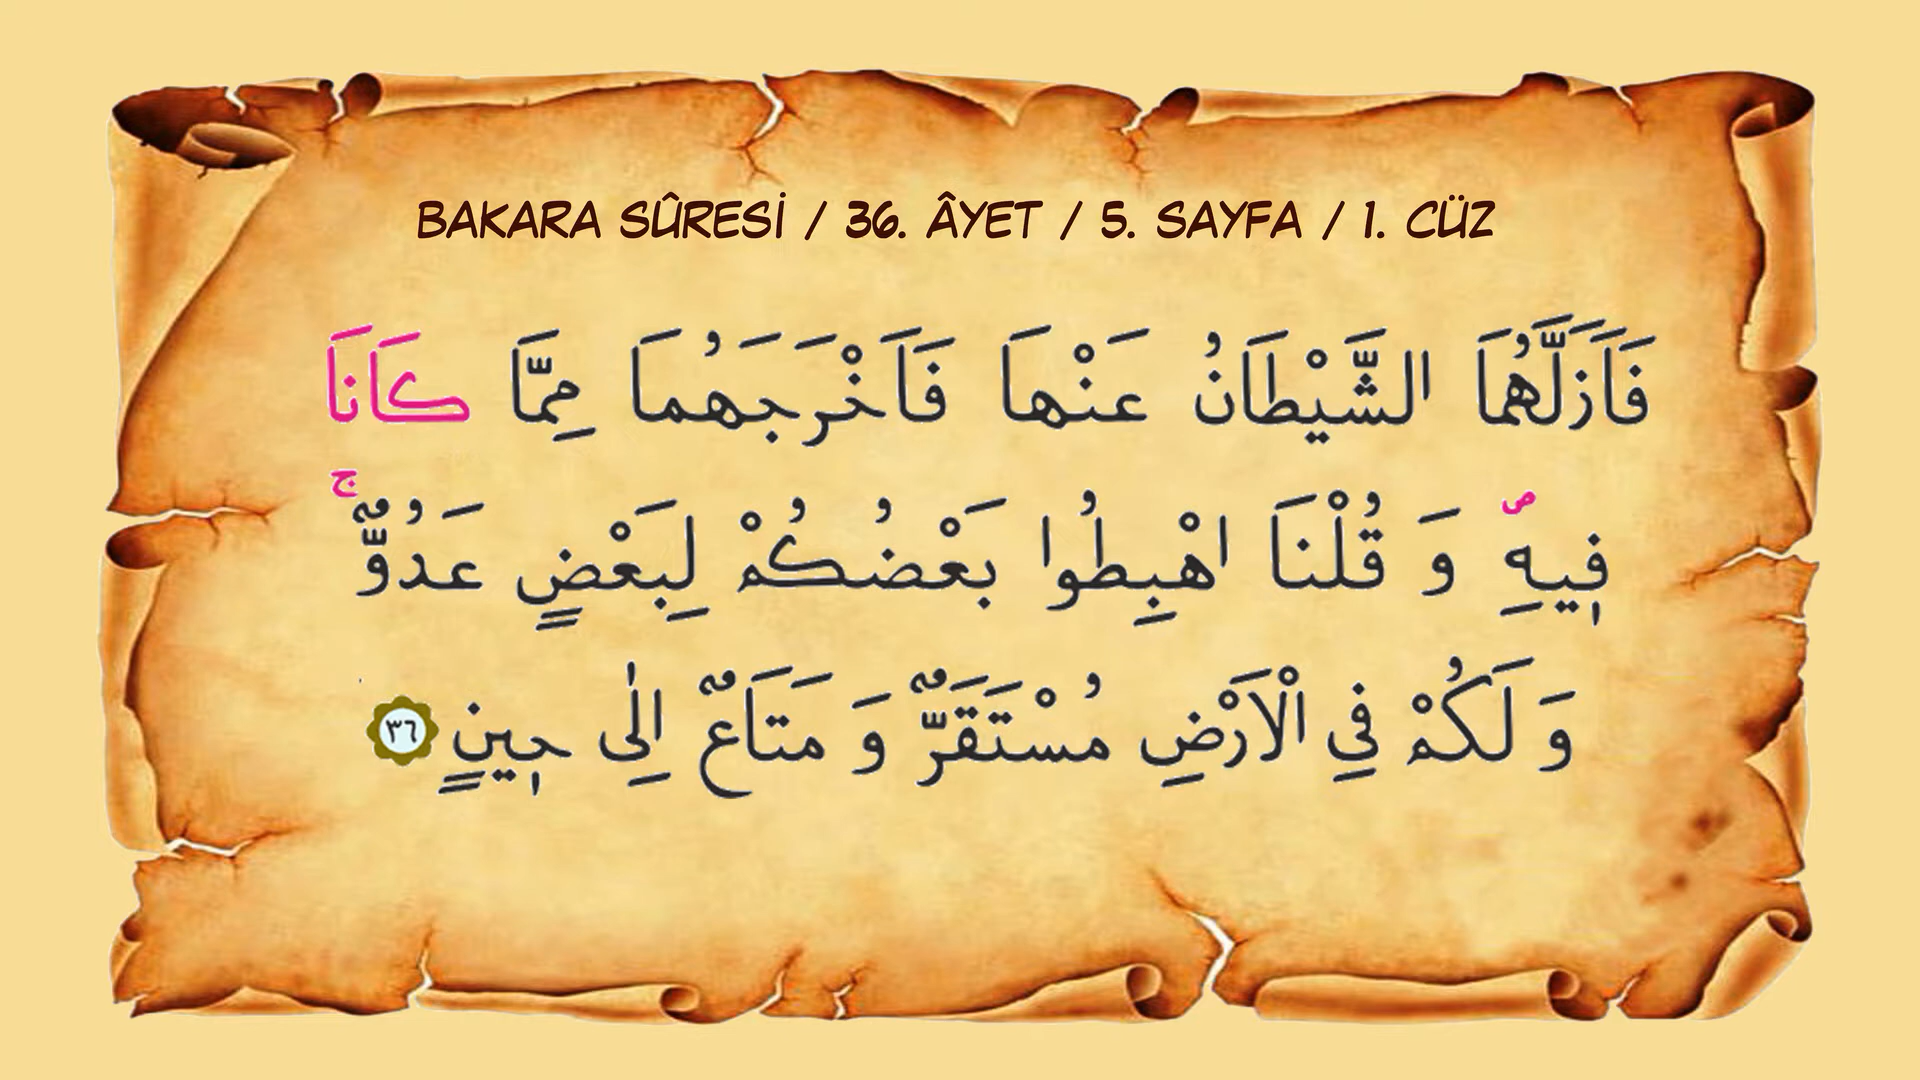 BAKARA SÛRESİ / 36. ÂYET / 5. SAYFA / 1. CÜZ
فَاَزَلَّهُمَا الشَّيْطَانُ عَنْهَا فَاَخْرَجَهُمَا مِمَّا كَانَا
فٖيهِۖ وَ قُلْنَا اهْبِطُوا بَعْضُكُمْ لِبَعْضٍ عَدُوٌّۚ
وَ لَكُمْ فِي الْاَرْضِ مُسْتَقَرٌّ وَ مَتَاعٌ اِلٰى حٖينٍ ٣٦